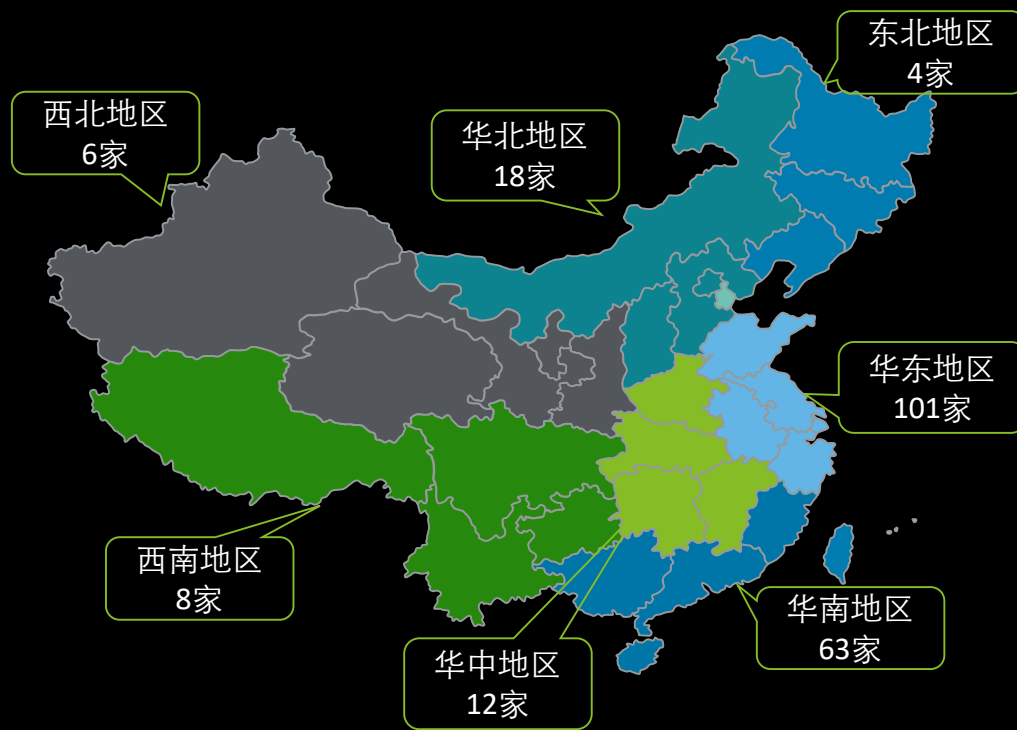 东北地区
4家
西北地区
6家
华北地区
18家
华东地区
101家
西南地区
8家
华南地区
63家
华中地区
12家